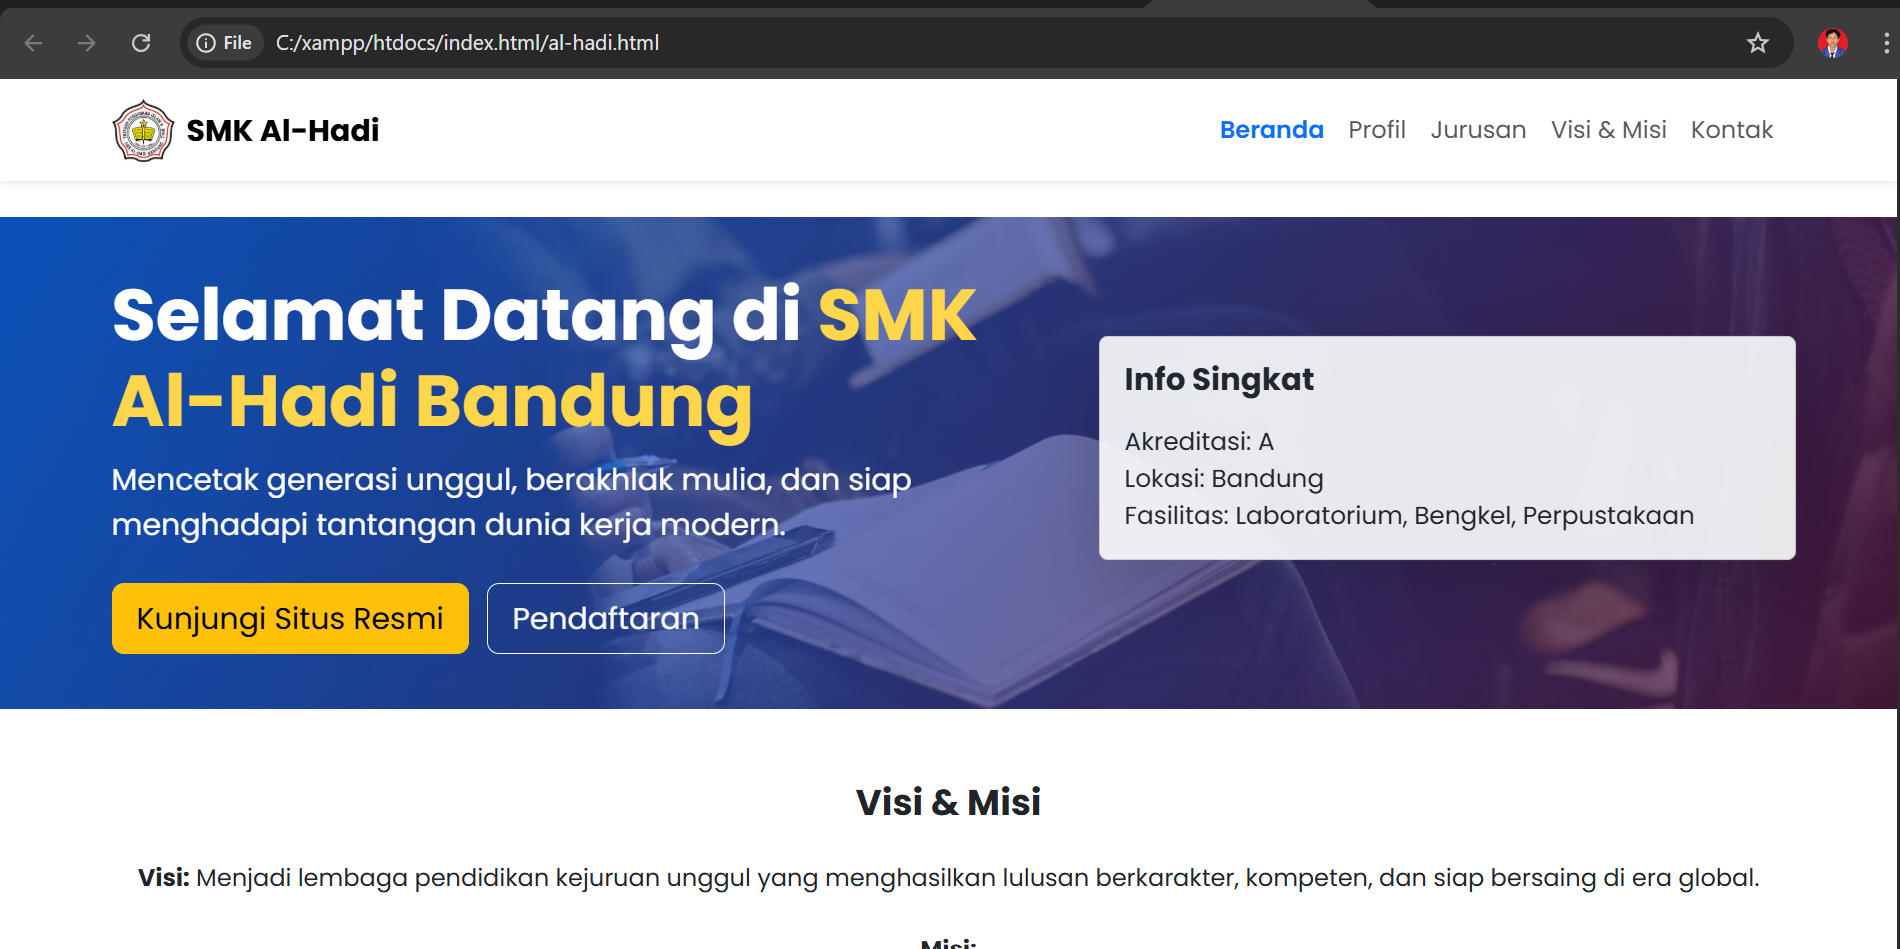 File
C:/xampp/htdocs/index.html/al-hadi.html
SMK Al-Hadi
Beranda
Profil
Jurusan
Visi & Misi
Kontak
Selamat Datang di SMK
Al-Hadi Bandung
Mencetak generasi unggul, berakhlak mulia, dan siap
menghadapi tantangan dunia kerja modern.
Kunjungi Situs Resmi
Pendaftaran
Info Singkat
Akreditasi: A
Lokasi: Bandung
Fasilitas: Laboratorium, Bengkel, Perpustakaan
Visi & Misi
Visi: Menjadi lembaga pendidikan kejuruan unggul yang menghasilkan lulusan berkarakter, kompeten, dan siap bersaing di era global.
Misi: